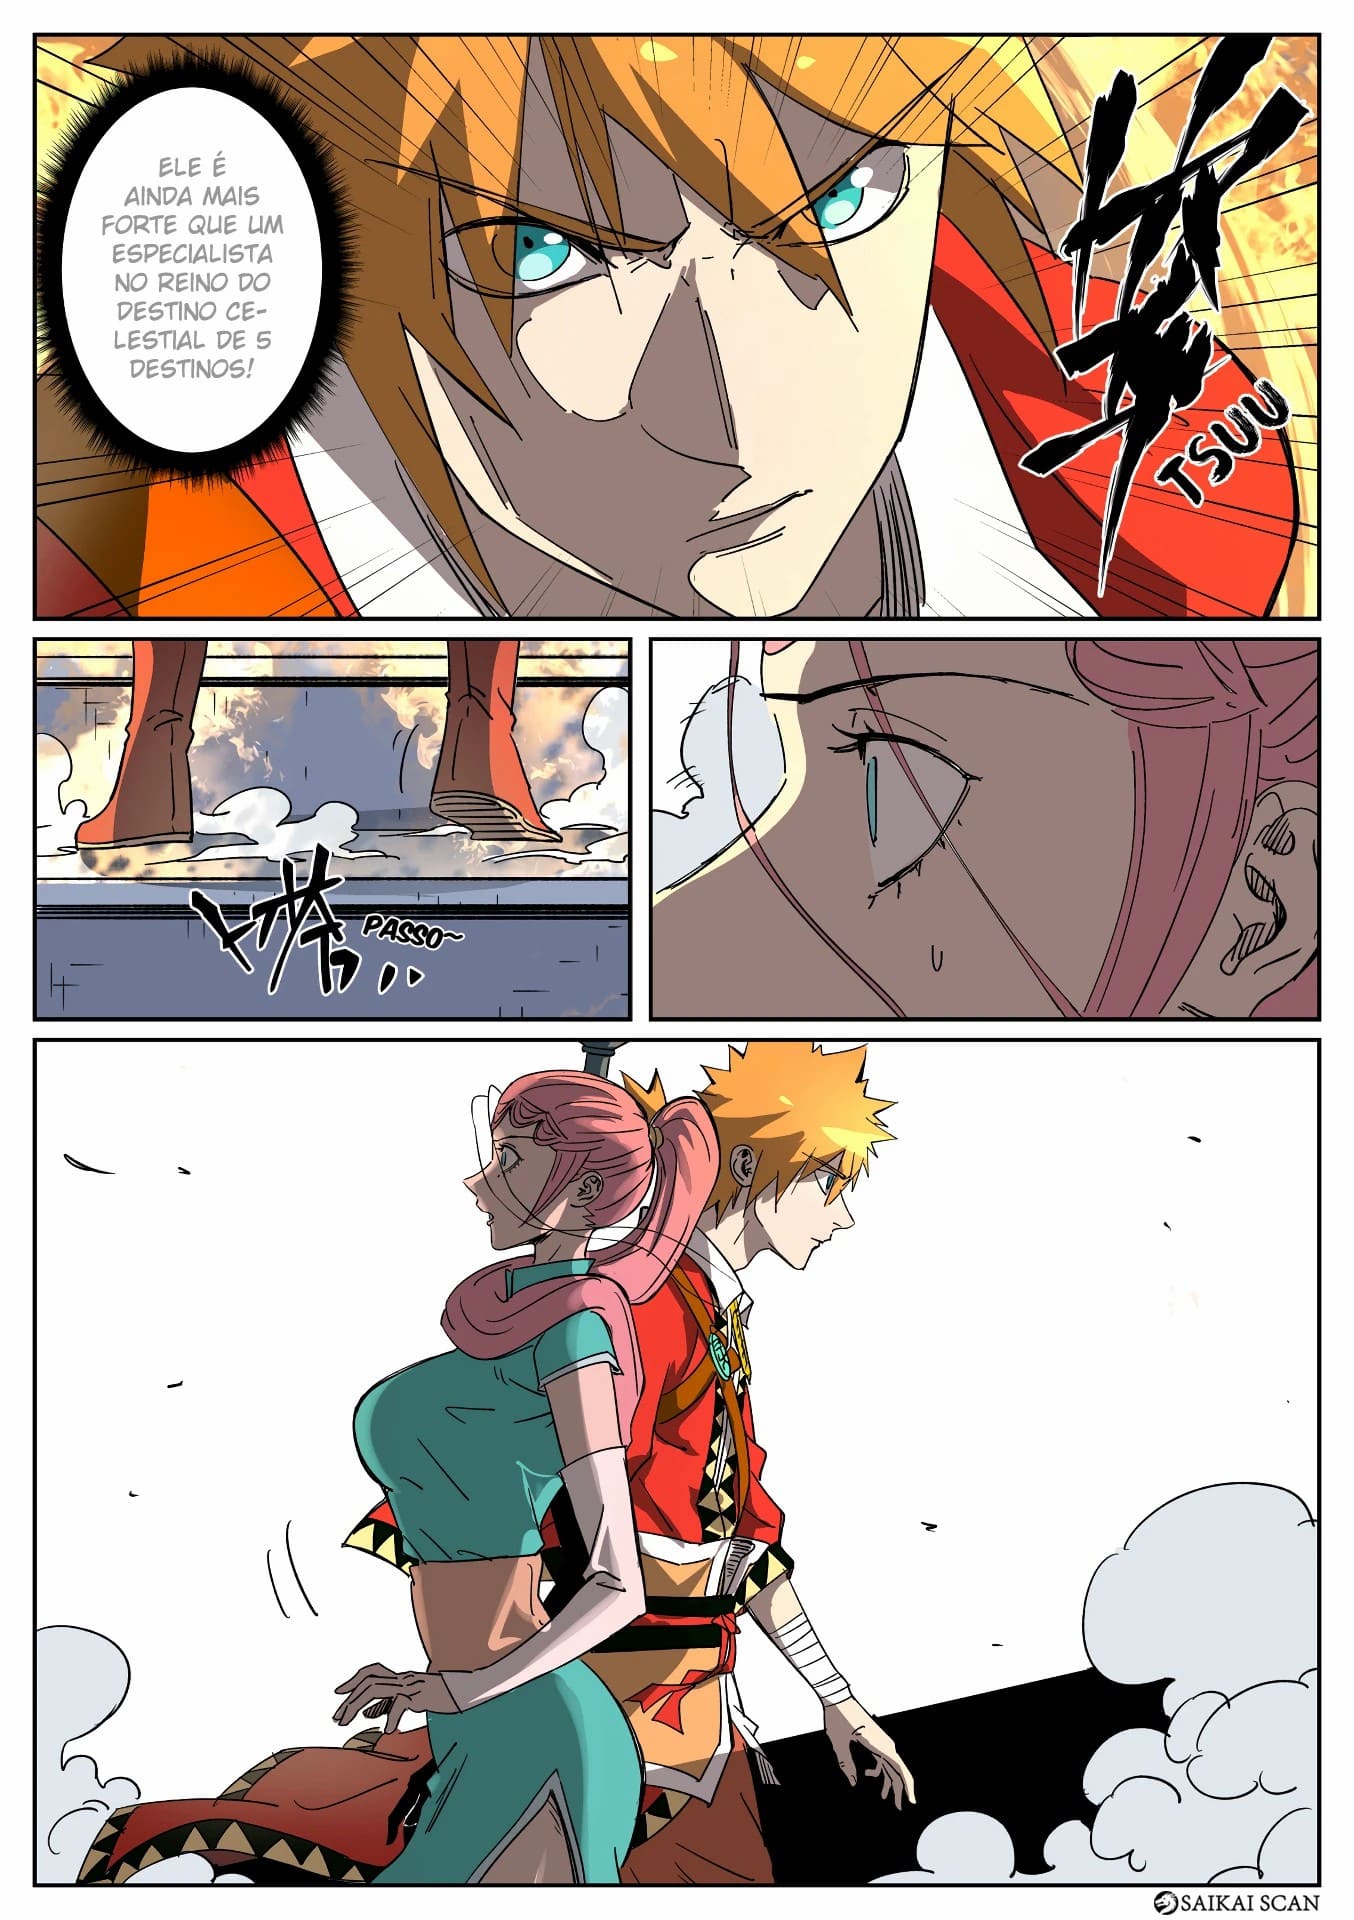 ELE É
AINDA MAIS
FORTE QUE UM
ESPECIALISTA
NO REINO DO
DESTINO CE-
LESTIAL DE 5
DESTINOS!
TSUU
PASSO~
SAIKAI SCAN